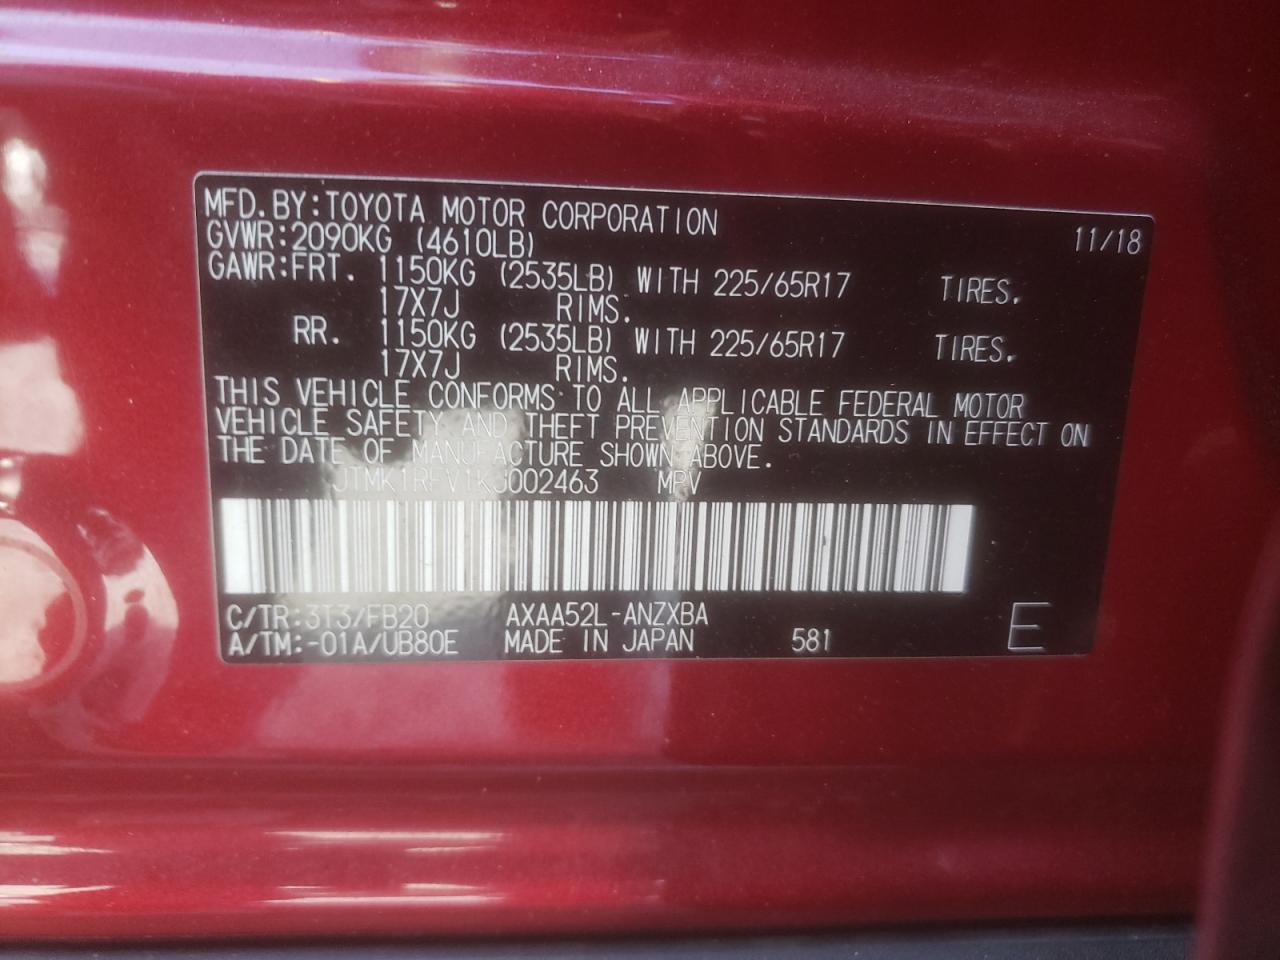 MFD.BY:TOYOTA MOTOR CORPORATION 11/18
GVWR:2090KG (4610LB)
GAWR:FRT. 1150KG (2535LB) WITH 225/65R17 TIRES.
17X7J RIMS.
RR. 1150KG (2535LB) WITH 225/65R17 TIRES.
17X7J RIMS.
THIS VEHICLE CONFORMS TO ALL APPLICABLE FEDERAL MOTOR
VEHICLE SAFETY AND THEFT PREVENTION STANDARDS IN EFFECT ON
THE DATE OF MANUFACTURE SHOWN ABOVE.
JTMK1RFV1KJ002463 MPV
C/TR:3T3/FB20 AXAA52L-ANZXBA
A/TM:-01A/UB80E MADE IN JAPAN 581 E